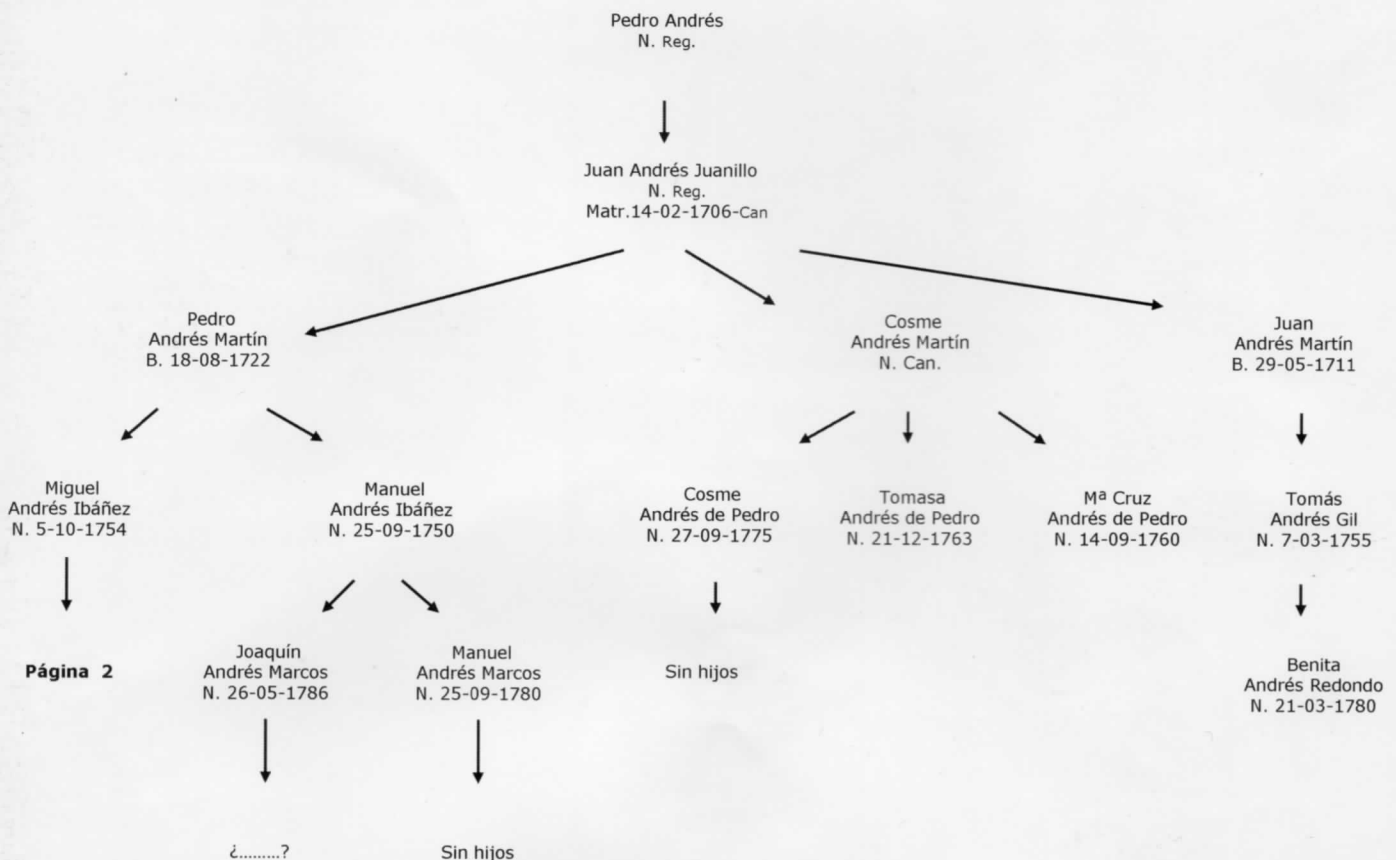 Pedro Andrés
N. Reg.
Juan Andrés Juanillo
N. Reg.
Matr.14-02-1706-Can
Pedro
Andrés Martín
B. 18-08-1722
Cosme
Andrés Martín
N. Can.
Juan
Andrés Martín
B. 29-05-1711
Miguel
Andrés Ibáñez
N. 5-10-1754
Manuel
Andrés Ibáñez
N. 25-09-1750
Cosme
Andrés de Pedro
N. 27-09-1775
Tomasa
Andrés de Pedro
N. 21-12-1763
Mª Cruz
Andrés de Pedro
N. 14-09-1760
Tomás
Andrés Gil
N. 7-03-1755
Página 2
Joaquín
Andrés Marcos
N. 26-05-1786
Manuel
Andrés Marcos
N. 25-09-1780
Sin hijos
Benita
Andrés Redondo
N. 21-03-1780
¿.........?
Sin hijos